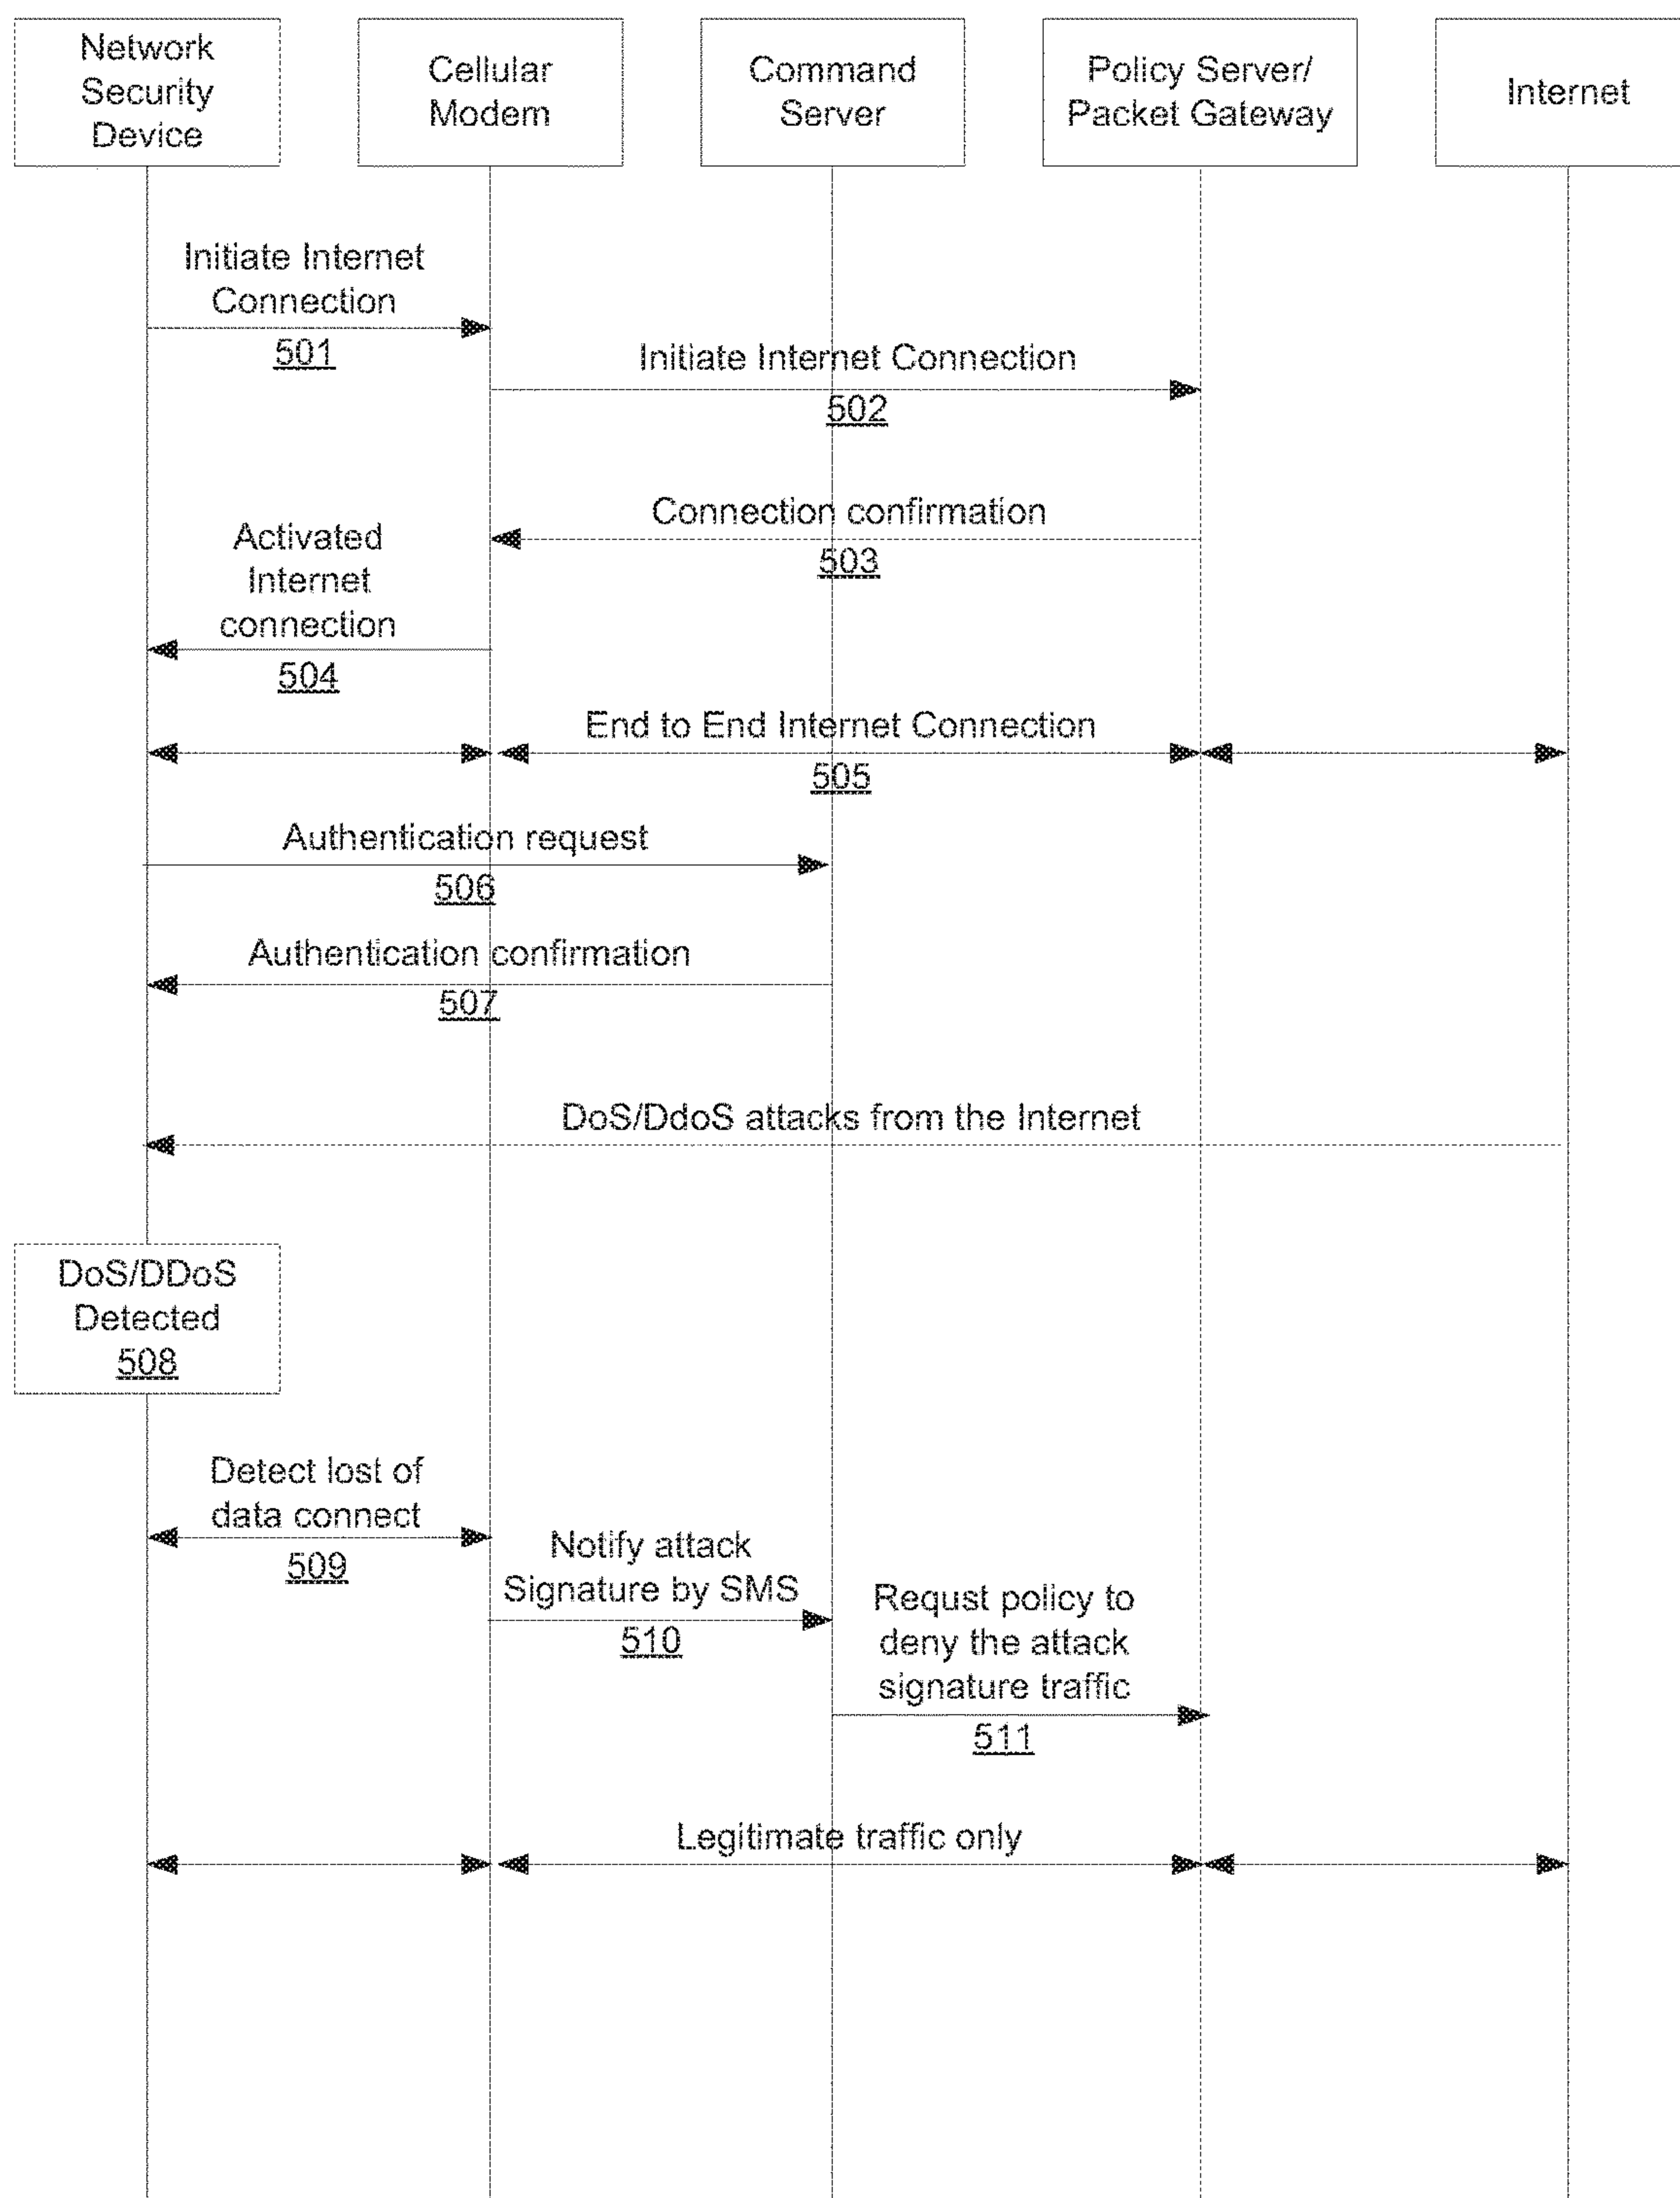 Network
Security
Device
Cellular
Modem
Command
Server
Policy Server/
Packet Gateway
Internet
Initiate Internet
Connection
501
Initiate Internet Connection
502
Connection confirmation
503
Activated
Internet
connection
504
End to End Internet Connection
505
Authentication request
506
Authentication confirmation
507
DoS/DdoS attacks from the Internet
DoS/DDoS
Detected
508
Detect lost of
data connect
509
Notify attack
Signature by SMS
510
Requst policy to
deny the attack
signature traffic
511
Legitimate traffic only